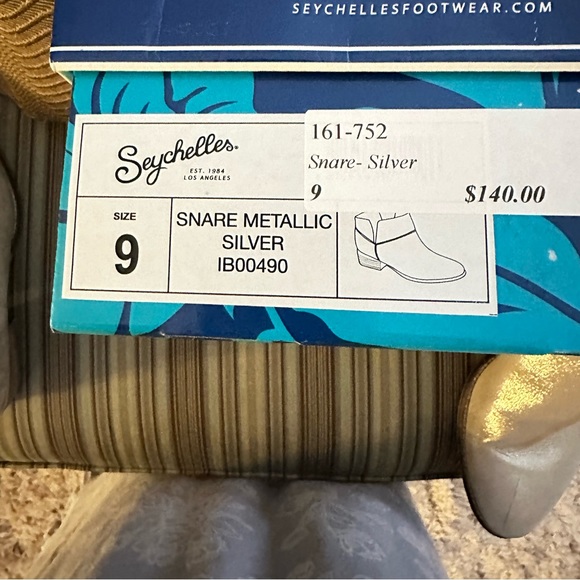 SEYCHELLESFOOTWEAR.COM
Seychelles®
EST. 1984
LOS ANGELES
161-752
Snare- Silver
9 $140.00
SIZE
9
SNARE METALLIC
SILVER
IB00490